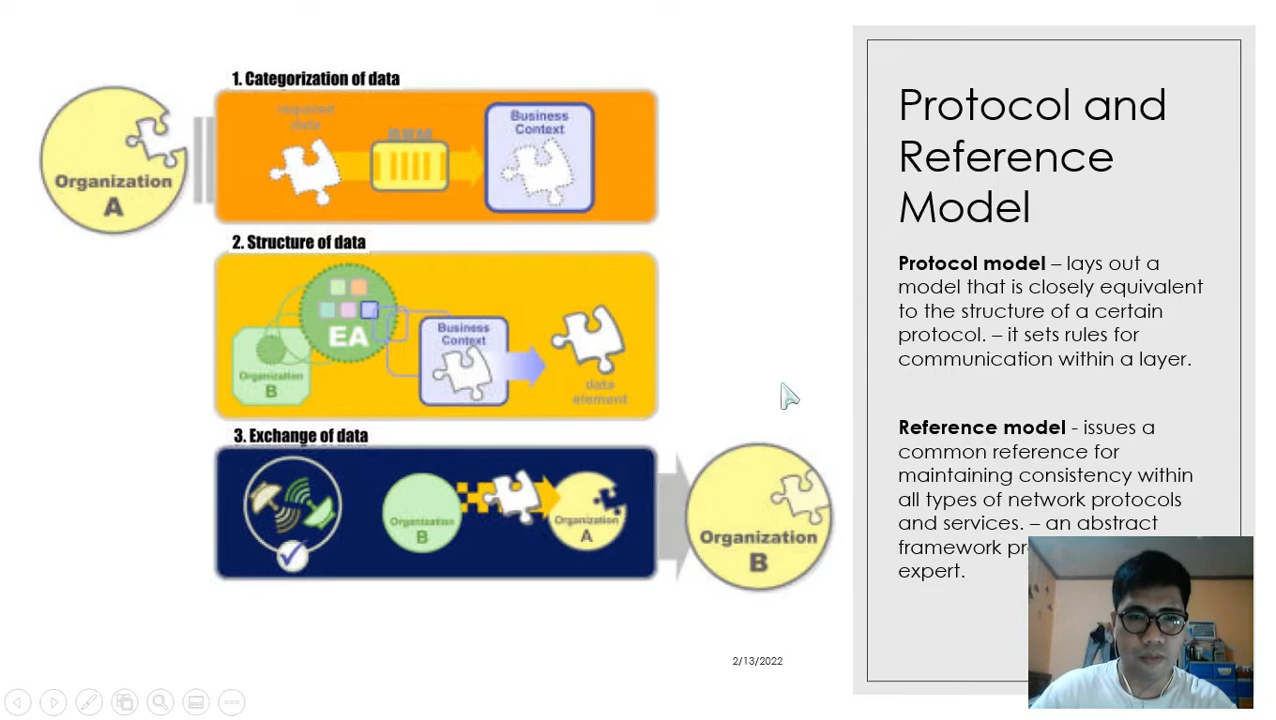 1. Categorization of data
required
data
BRM
Business
Context
Organization
A
2. Structure of data
EA
Organization
B
Business
Context
data
element
3. Exchange of data
Organization
B
Organization
A
Organization
B
Protocol and
Reference
Model
Protocol model – lays out a
model that is closely equivalent
to the structure of a certain
protocol. – it sets rules for
communication within a layer.
Reference model - issues a
common reference for
maintaining consistency within
all types of network protocols
and services. – an abstract
framework
expert.
2/13/2022